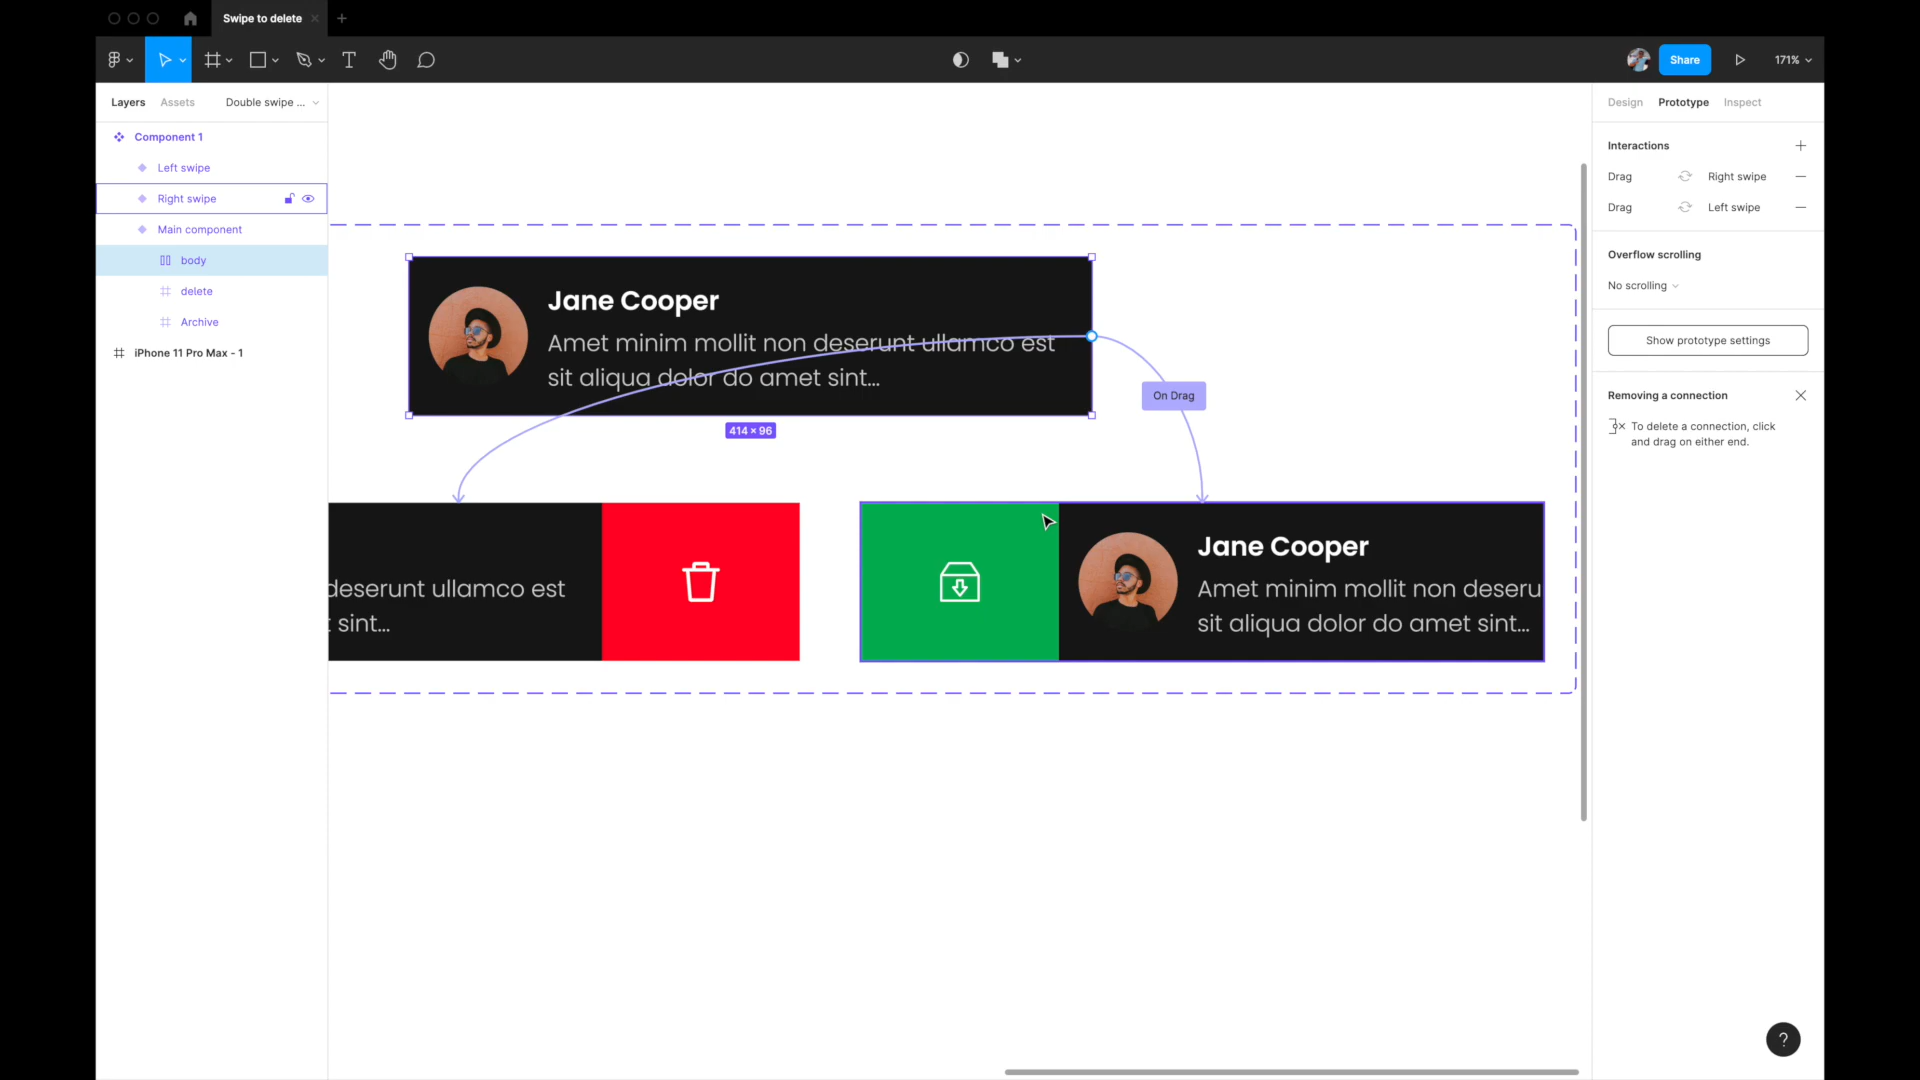 Swipe to delete
Share
171%
Layers
Assets
Double swipe ...
Component 1
Left swipe
Right swipe
Main component
body
delete
Archive
iPhone 11 Pro Max - 1
Jane Cooper
Amet minim mollit non deserunt ullamco est
sit aliqua dolor do amet sint...
On Drag
414 × 96
deserunt ullamco est
t sint...
Jane Cooper
Amet minim mollit non deseru
sit aliqua dolor do amet sint...
Design
Prototype
Inspect
Interactions
Drag
Right swipe
Drag
Left swipe
Overflow scrolling
No scrolling
Show prototype settings
Removing a connection
To delete a connection, click
and drag on either end.
?